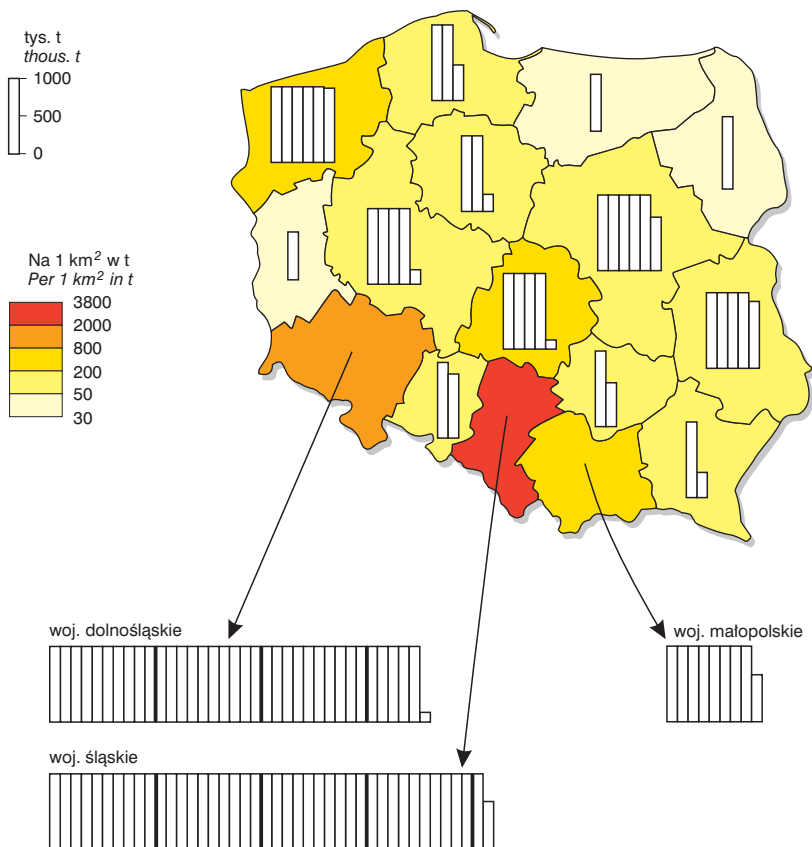 tys. t
thous. t
1000
500
0
Na 1 km² w t
Per 1 km² in t
3800
2000
800
200
50
30
woj. dolnośląskie
woj. małopolskie
woj. śląskie